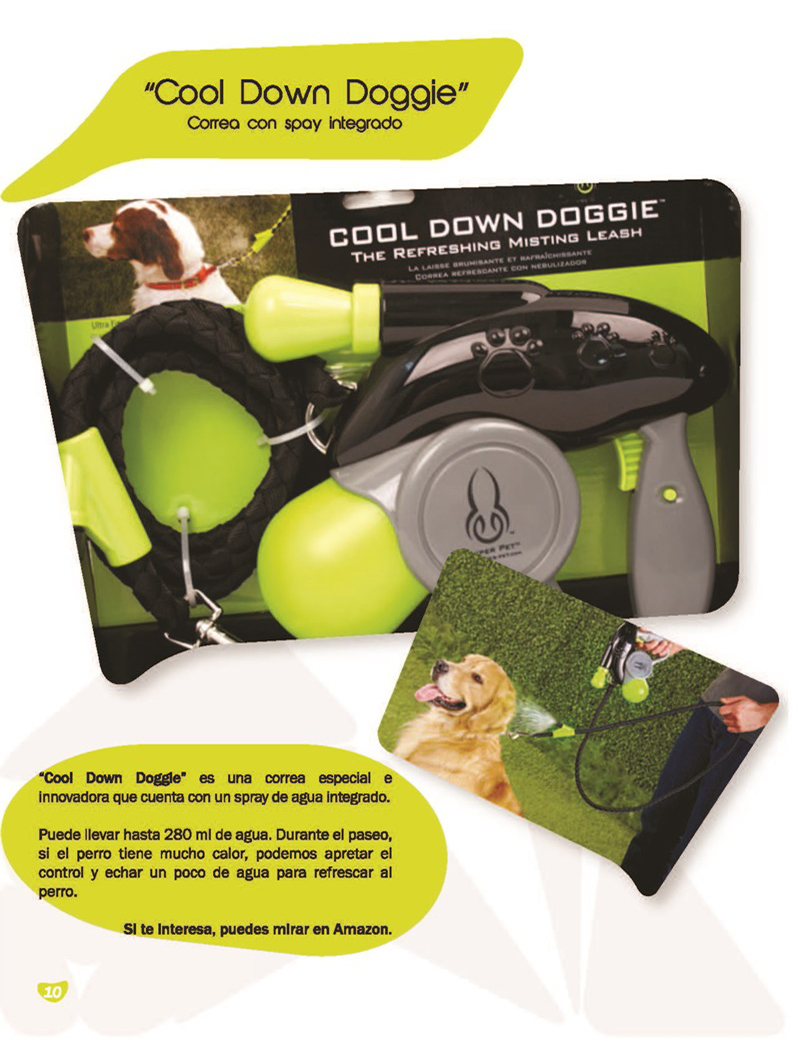 “Cool Down Doggie”
Correa con spay integrado
COOL DOWN DOGGIE™
THE REFRESHING MISTING LEASH
LA LAISSE BRUMISANTE ET RAFRAÎCHISSANTE
CORREA REFRESCANTE CON NEBULIZADOR
Ultra
PET™
“Cool Down Doggie” es una correa especial e
innovadora que cuenta con un spray de agua integrado.
Puede llevar hasta 280 ml de agua. Durante el paseo,
si el perro tiene mucho calor, podemos apretar el
control y echar un poco de agua para refrescar al
perro.
Si te interesa, puedes mirar en Amazon.
10